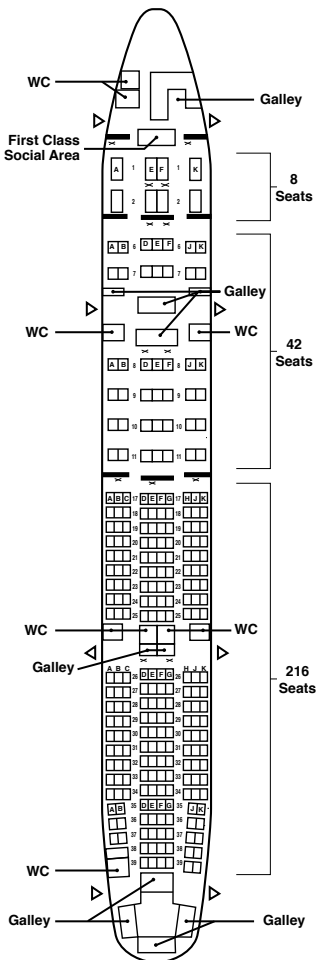 WC
Galley
First Class
Social Area
A 1 E F 1 K
8
Seats
2 2
A B 6 D E F 6 J K
7 7
Galley
WC WC
42
Seats
A B 8 D E F 8 J K
9 9
10 10
11 11
A B C 17 D E F G 17 H J K
18 18
19 19
20 20
21 21
22 22
23 23
24 24
25 25
WC WC
Galley
A B C H J K
26 D E F G 26
216
Seats
27 27
28 28
29 29
30 30
31 31
32 32
33 33
34 34
A B 35 D E F G 35 J K
36 36
37 37
38 38
39 39
WC
Galley Galley